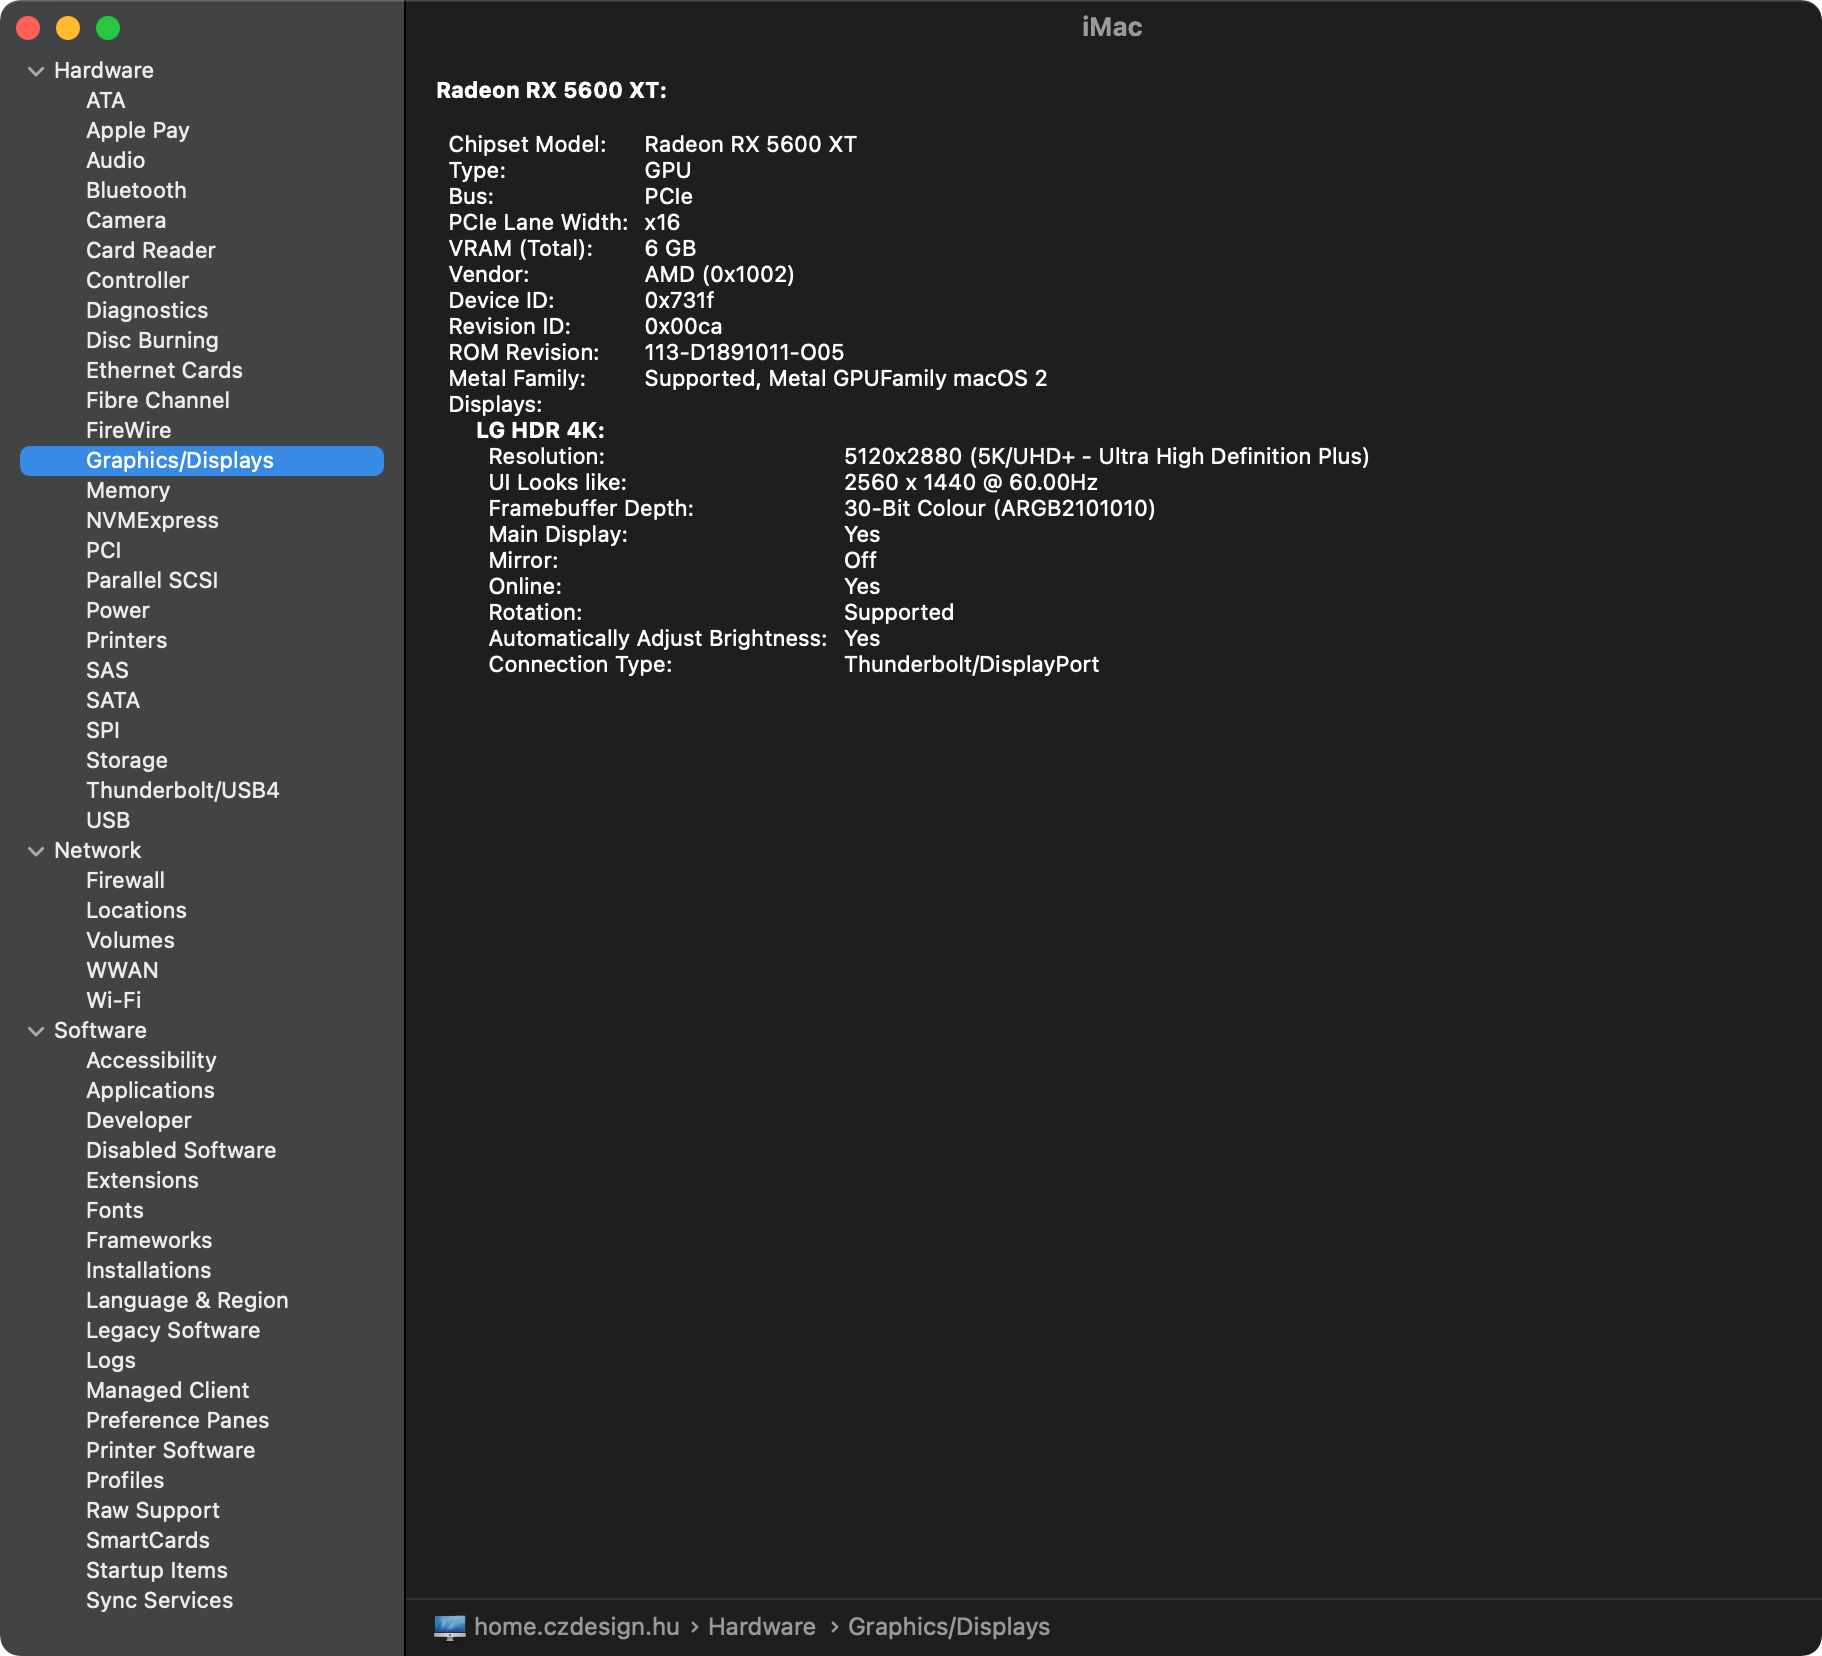 iMac
Hardware
ATA
Apple Pay
Audio
Bluetooth
Camera
Card Reader
Controller
Diagnostics
Disc Burning
Ethernet Cards
Fibre Channel
FireWire
Graphics/Displays
Memory
NVMExpress
PCI
Parallel SCSI
Power
Printers
SAS
SATA
SPI
Storage
Thunderbolt/USB4
USB
Network
Firewall
Locations
Volumes
WWAN
Wi-Fi
Software
Accessibility
Applications
Developer
Disabled Software
Extensions
Fonts
Frameworks
Installations
Language & Region
Legacy Software
Logs
Managed Client
Preference Panes
Printer Software
Profiles
Raw Support
SmartCards
Startup Items
Sync Services
Radeon RX 5600 XT:
Chipset Model: Radeon RX 5600 XT
Type: GPU
Bus: PCIe
PCIe Lane Width: x16
VRAM (Total): 6 GB
Vendor: AMD (0x1002)
Device ID: 0x731f
Revision ID: 0x00ca
ROM Revision: 113-D1891011-O05
Metal Family: Supported, Metal GPUFamily macOS 2
Displays:
LG HDR 4K:
Resolution: 5120x2880 (5K/UHD+ - Ultra High Definition Plus)
UI Looks like: 2560 x 1440 @ 60.00Hz
Framebuffer Depth: 30-Bit Colour (ARGB2101010)
Main Display: Yes
Mirror: Off
Online: Yes
Rotation: Supported
Automatically Adjust Brightness: Yes
Connection Type: Thunderbolt/DisplayPort
home.czdesign.hu › Hardware › Graphics/Displays